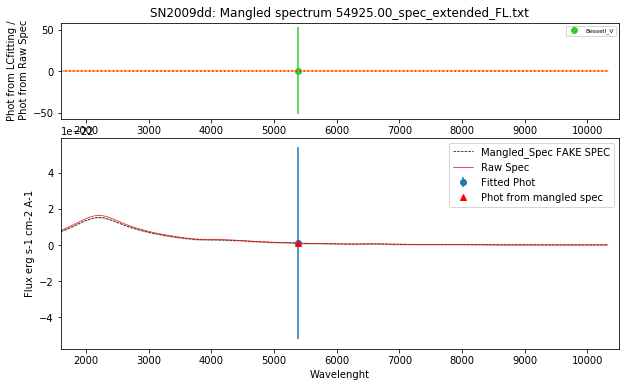 SN2009dd: Mangled spectrum 54925.00_spec_extended_FL.txt
Phot from LCfitting /
Phot from Raw Spec
50
0
−50
Bessell_V
2000 3000 4000 5000 6000 7000 8000 9000 10000
1e−22
Flux erg s-1 cm-2 A-1
4
2
0
−2
−4
Mangled_Spec FAKE SPEC
Raw Spec
Fitted Phot
Phot from mangled spec
2000 3000 4000 5000 6000 7000 8000 9000 10000
Wavelenght